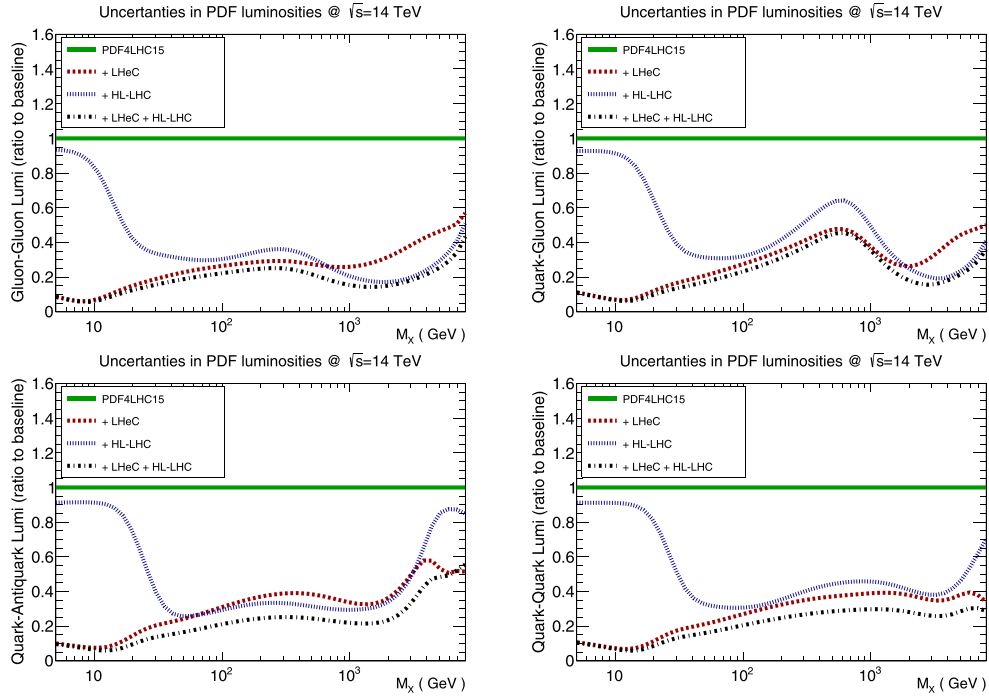 Uncertanties in PDF luminosities @ √s=14 TeV
Gluon-Gluon Lumi (ratio to baseline)
1.6
1.4
1.2
1
0.8
0.6
0.4
0.2
0
PDF4LHC15
+ LHeC
+ HL-LHC
+ LHeC + HL-LHC
10
10²
10³
M_X ( GeV )
Uncertanties in PDF luminosities @ √s=14 TeV
Quark-Gluon Lumi (ratio to baseline)
1.6
1.4
1.2
1
0.8
0.6
0.4
0.2
0
PDF4LHC15
+ LHeC
+ HL-LHC
+ LHeC + HL-LHC
10
10²
10³
M_X ( GeV )
Uncertanties in PDF luminosities @ √s=14 TeV
Quark-Antiquark Lumi (ratio to baseline)
1.6
1.4
1.2
1
0.8
0.6
0.4
0.2
0
PDF4LHC15
+ LHeC
+ HL-LHC
+ LHeC + HL-LHC
10
10²
10³
M_X ( GeV )
Uncertanties in PDF luminosities @ √s=14 TeV
Quark-Quark Lumi (ratio to baseline)
1.6
1.4
1.2
1
0.8
0.6
0.4
0.2
0
PDF4LHC15
+ LHeC
+ HL-LHC
+ LHeC + HL-LHC
10
10²
10³
M_X ( GeV )